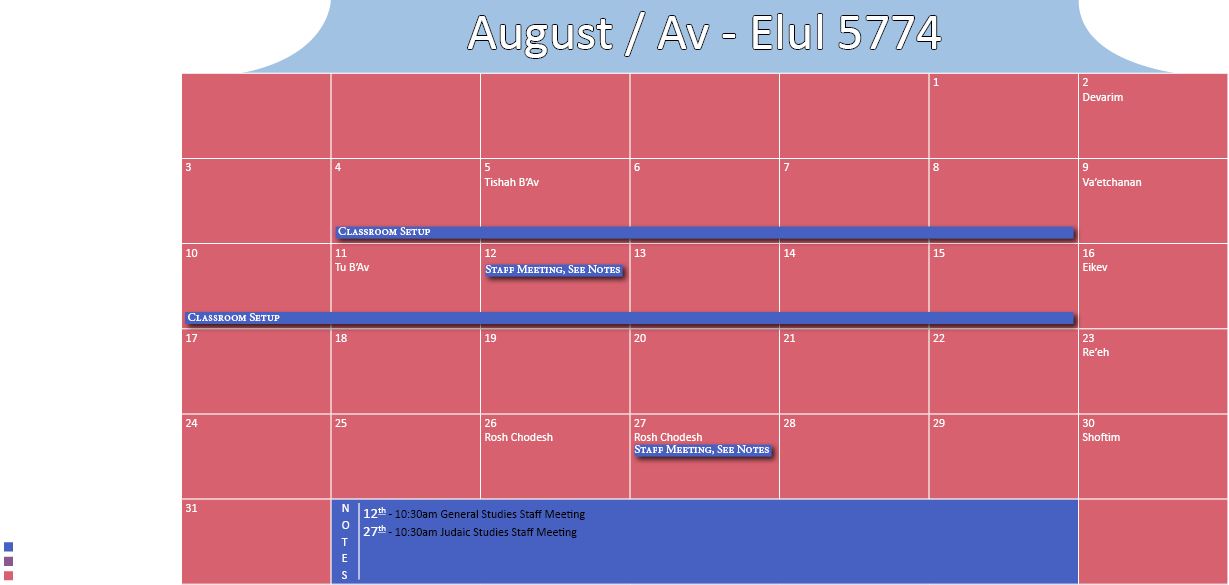 August / Av - Elul 5774
1
2
Devarim
3
4
5
Tishah B’Av
6
7
8
9
Va’etchanan
Classroom Setup
10
11
Tu B’Av
12
Staff Meeting, See Notes
13
14
15
16
Eikev
Classroom Setup
17
18
19
20
21
22
23
Re’eh
24
25
26
Rosh Chodesh
27
Rosh Chodesh
Staff Meeting, See Notes
28
29
30
Shoftim
31
NOTES
12th - 10:30am General Studies Staff Meeting
27th - 10:30am Judaic Studies Staff Meeting